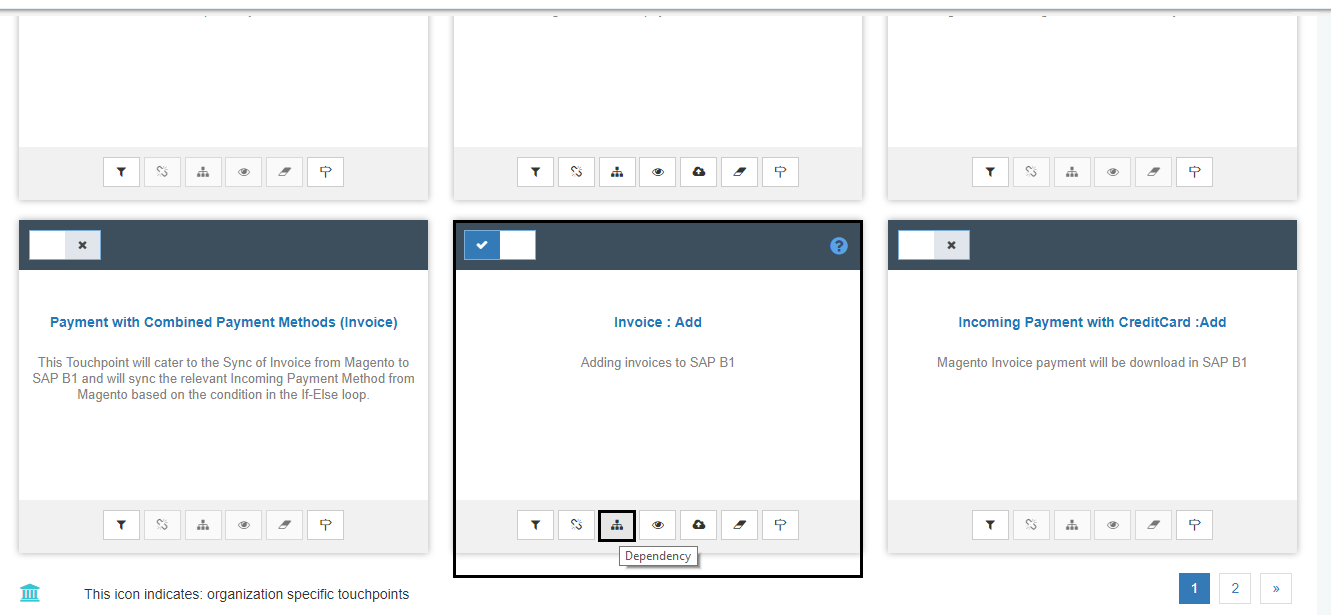 Payment with Combined Payment Methods (Invoice)
This Touchpoint will cater to the Sync of Invoice from Magento to
SAP B1 and will sync the relevant Incoming Payment Method from
Magento based on the condition in the If-Else loop.
?
Invoice : Add
Adding invoices to SAP B1
Dependency
Incoming Payment with CreditCard :Add
Magento Invoice payment will be download in SAP B1
This icon indicates: organization specific touchpoints
1 2 »